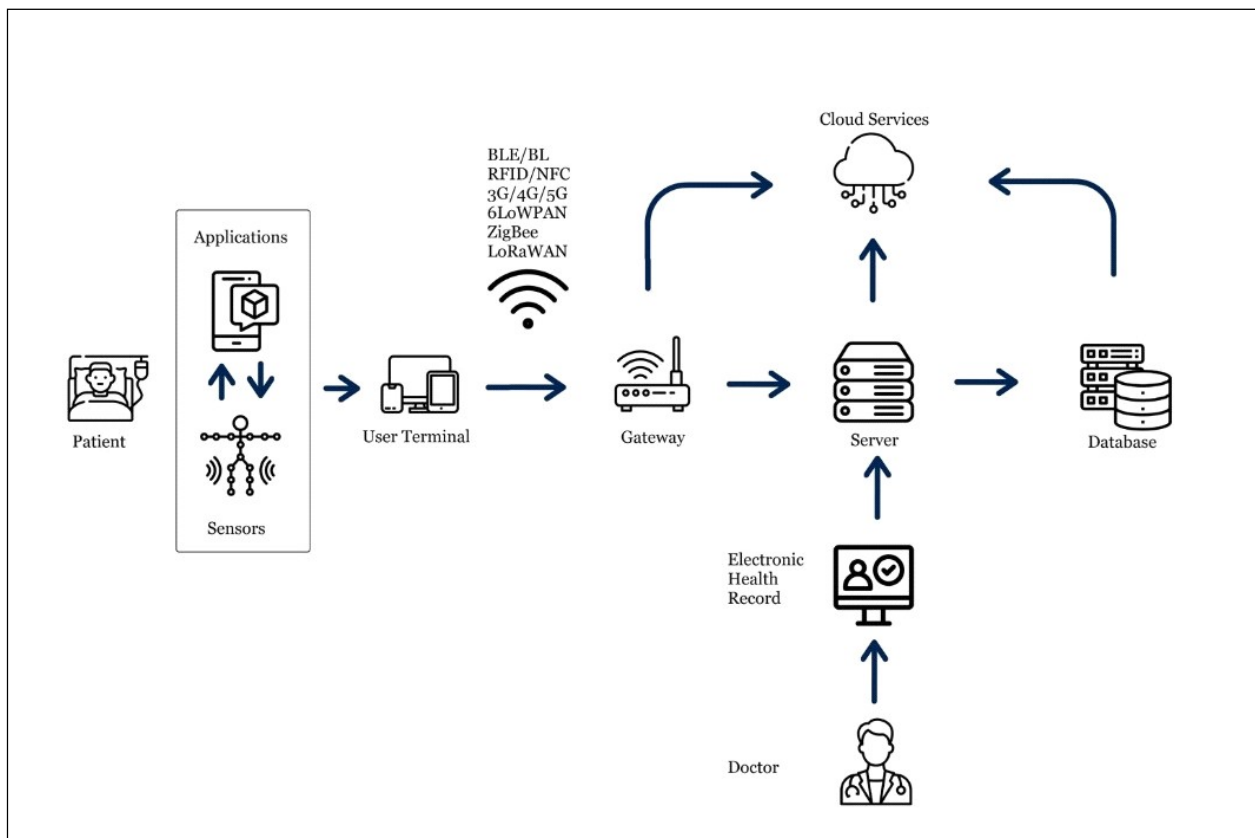 Cloud Services
BLE/BL
RFID/NFC
3G/4G/5G
6LoWPAN
ZigBee
LoRaWAN
Applications
Patient
Sensors
User Terminal
Gateway
Server
Database
Electronic
Health
Record
Doctor